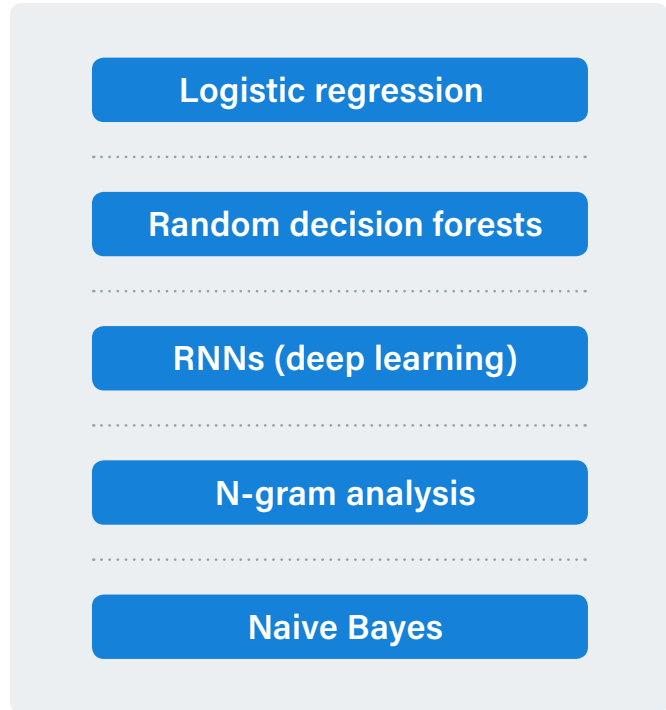 Logistic regression
Random decision forests
RNNs (deep learning)
N-gram analysis
Naive Bayes